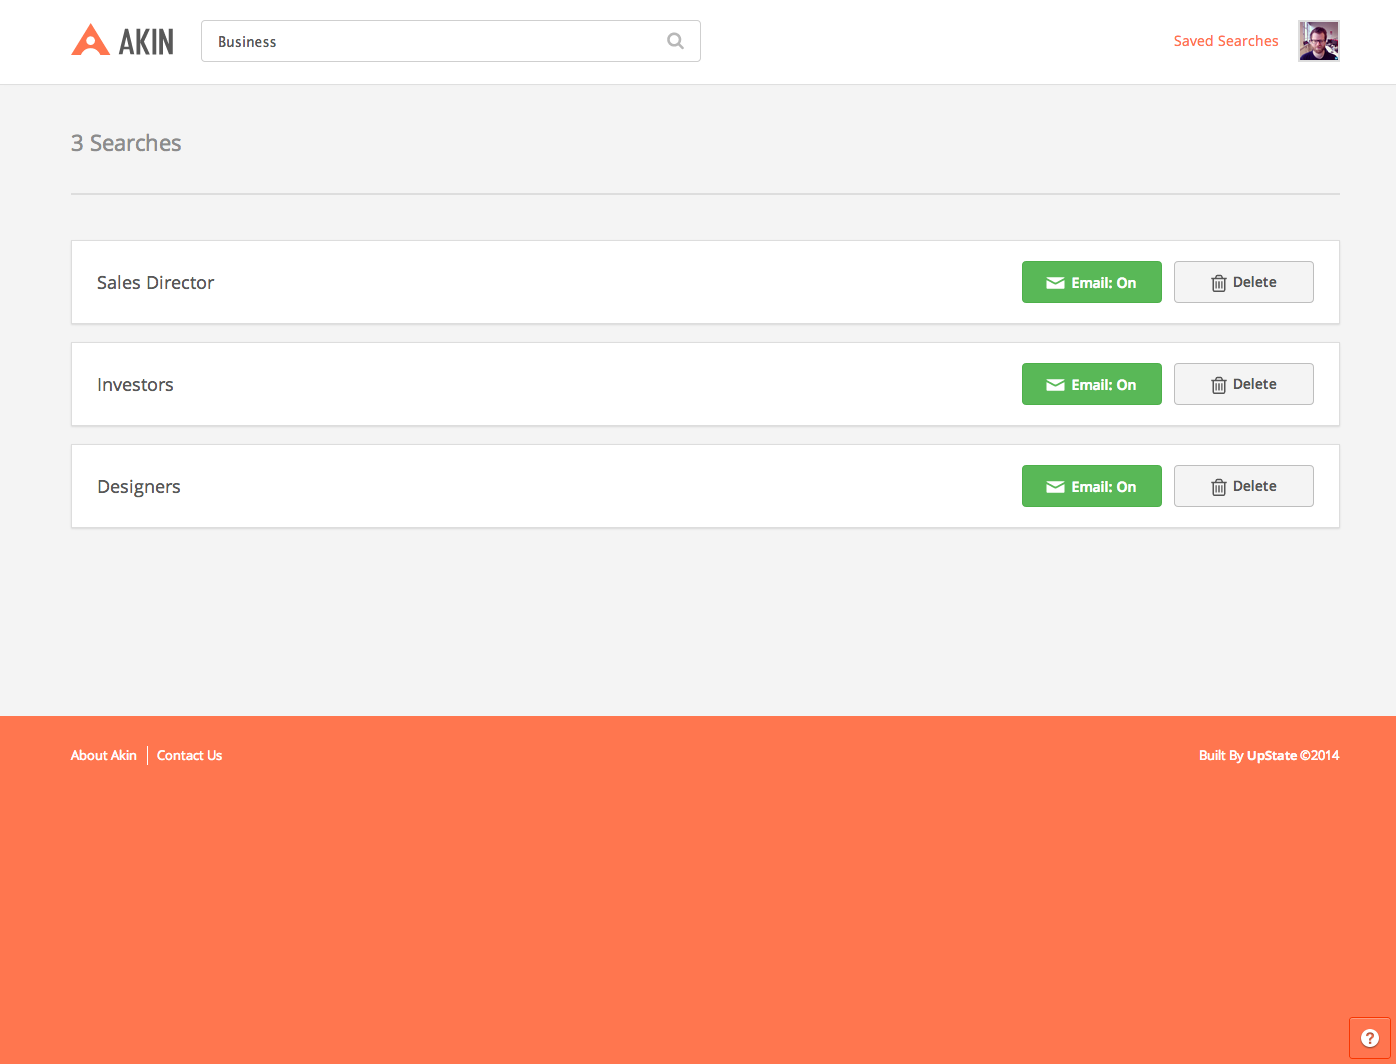 AKIN
Business
Saved Searches
3 Searches
Sales Director
Email: On
Delete
Investors
Email: On
Delete
Designers
Email: On
Delete
About Akin
Contact Us
Built By UpState ©2014
?